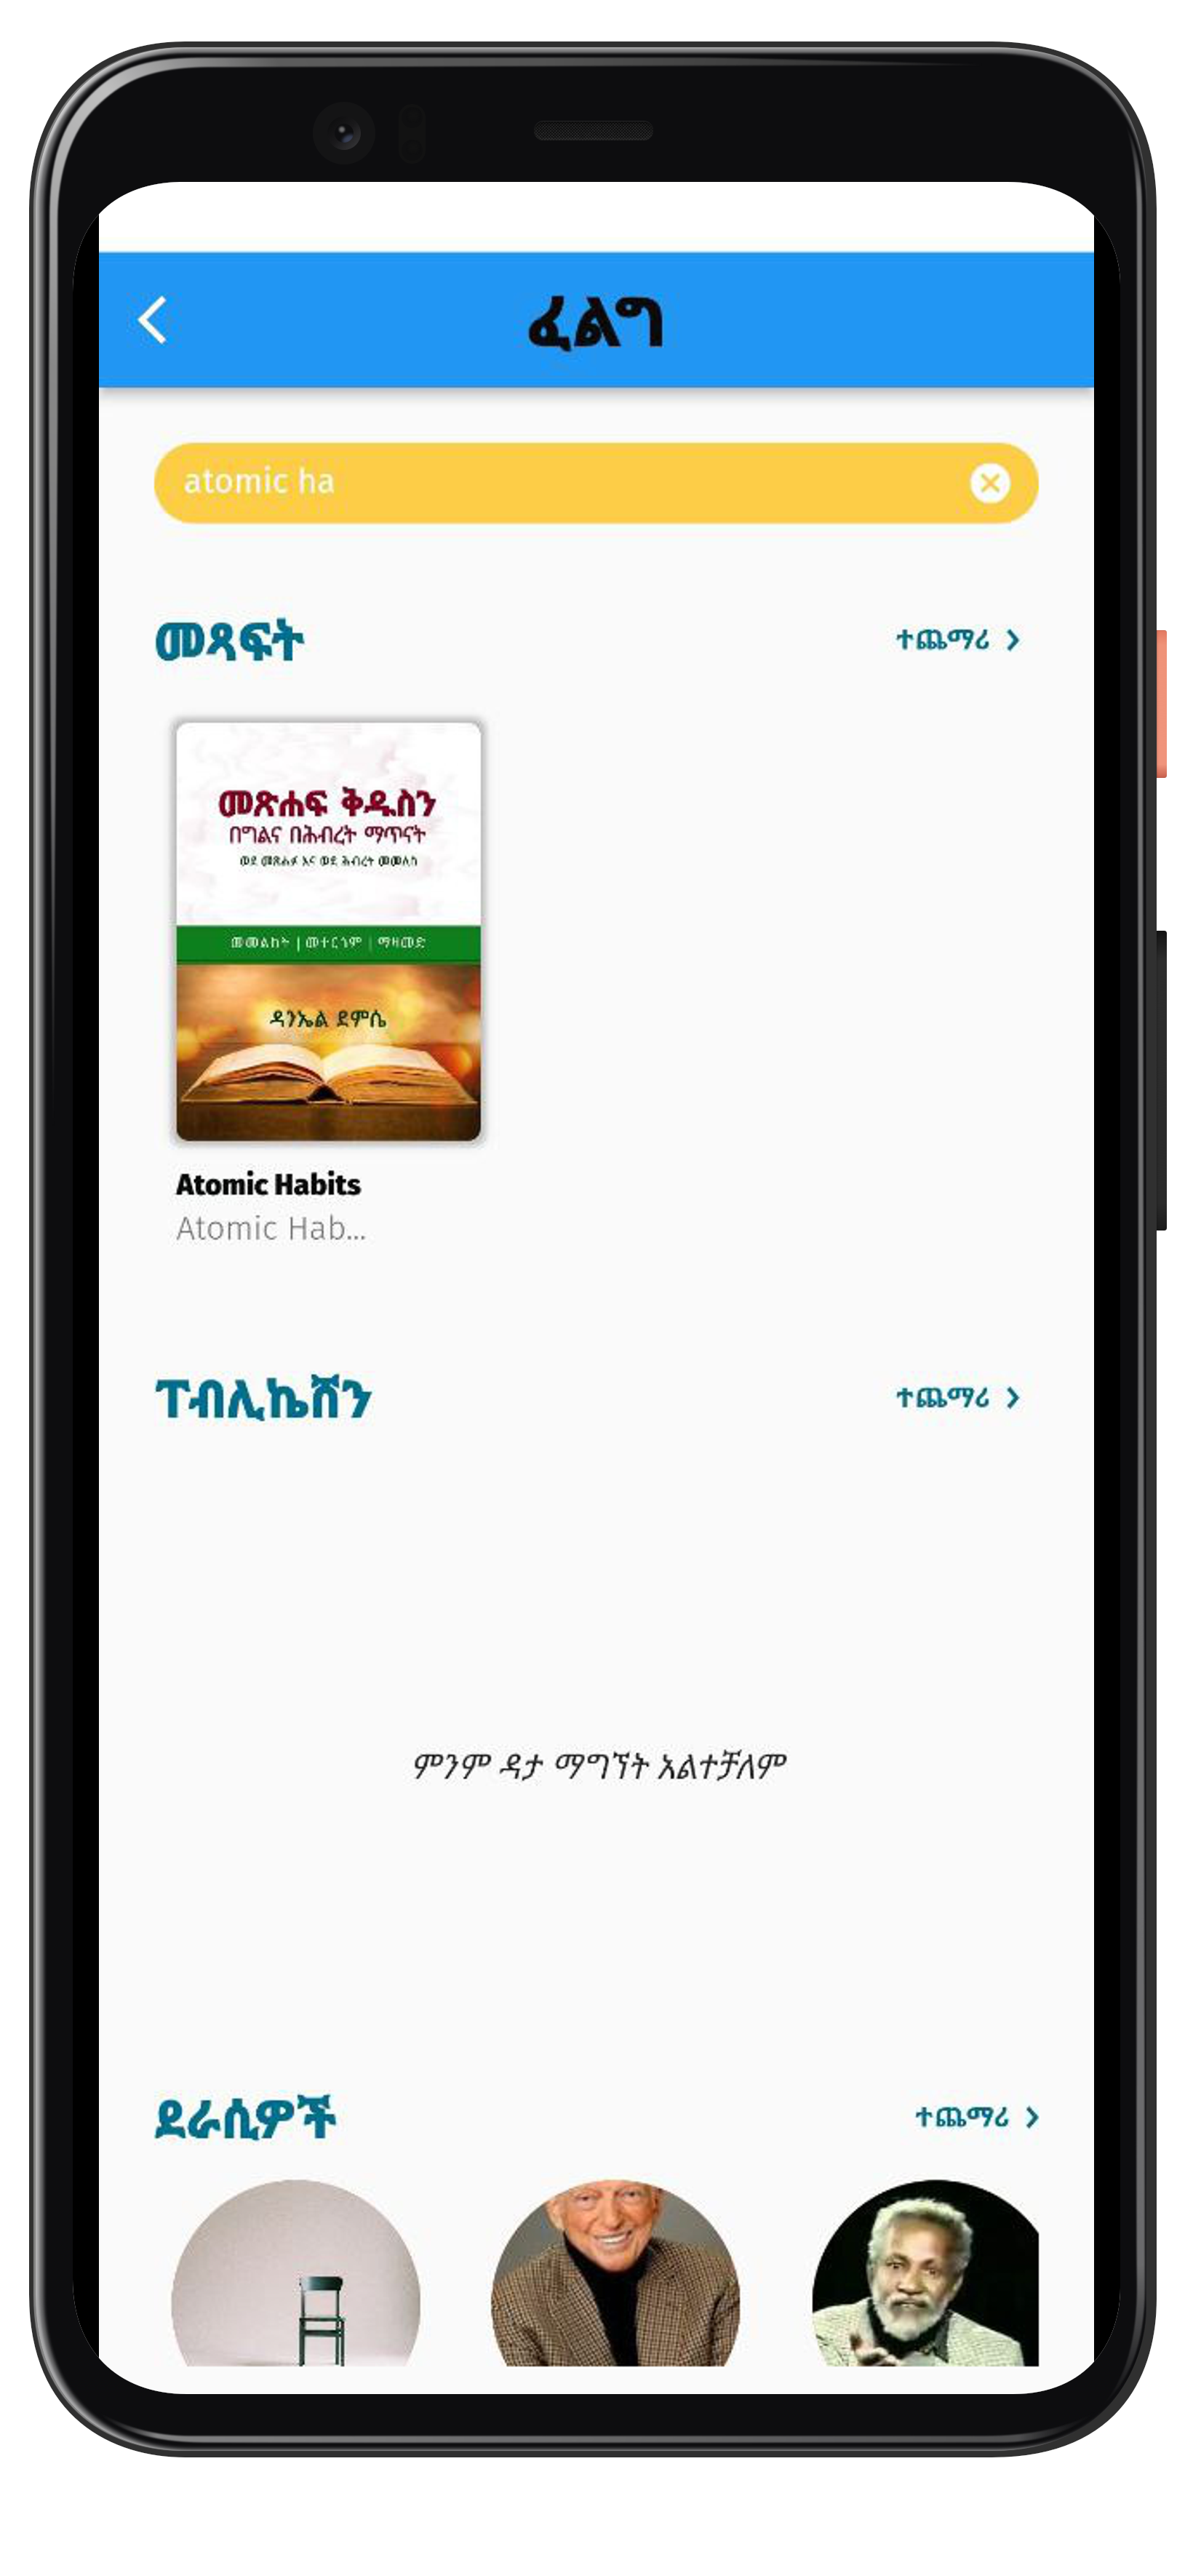 ፈልግ
atomic ha
መጻፍት
ተጨማሪ
መጽሐፍ ቅዱስን
በግልና በሕብረት ማጥናት
ወደ መጽሐፉ እና ወደ ሕብረት መመለስ
መመልከት | መተርጎም | ማዛመድ
ዳንኤል ደምሴ
Atomic Habits
Atomic Hab...
ፐብሊኬሽን
ተጨማሪ
ምንም ዳታ ማግኘት አልተቻለም
ደራሲዎች
ተጨማሪ